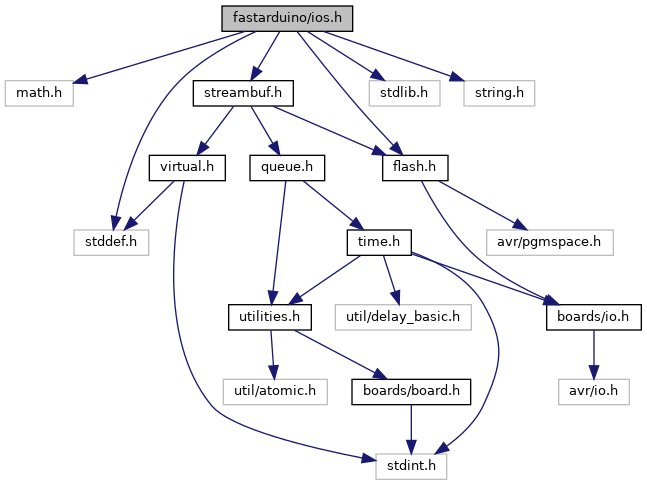 fastarduino/ios.h
math.h
streambuf.h
stdlib.h
string.h
virtual.h
queue.h
flash.h
stddef.h
time.h
avr/pgmspace.h
utilities.h
util/delay_basic.h
boards/io.h
util/atomic.h
boards/board.h
avr/io.h
stdint.h